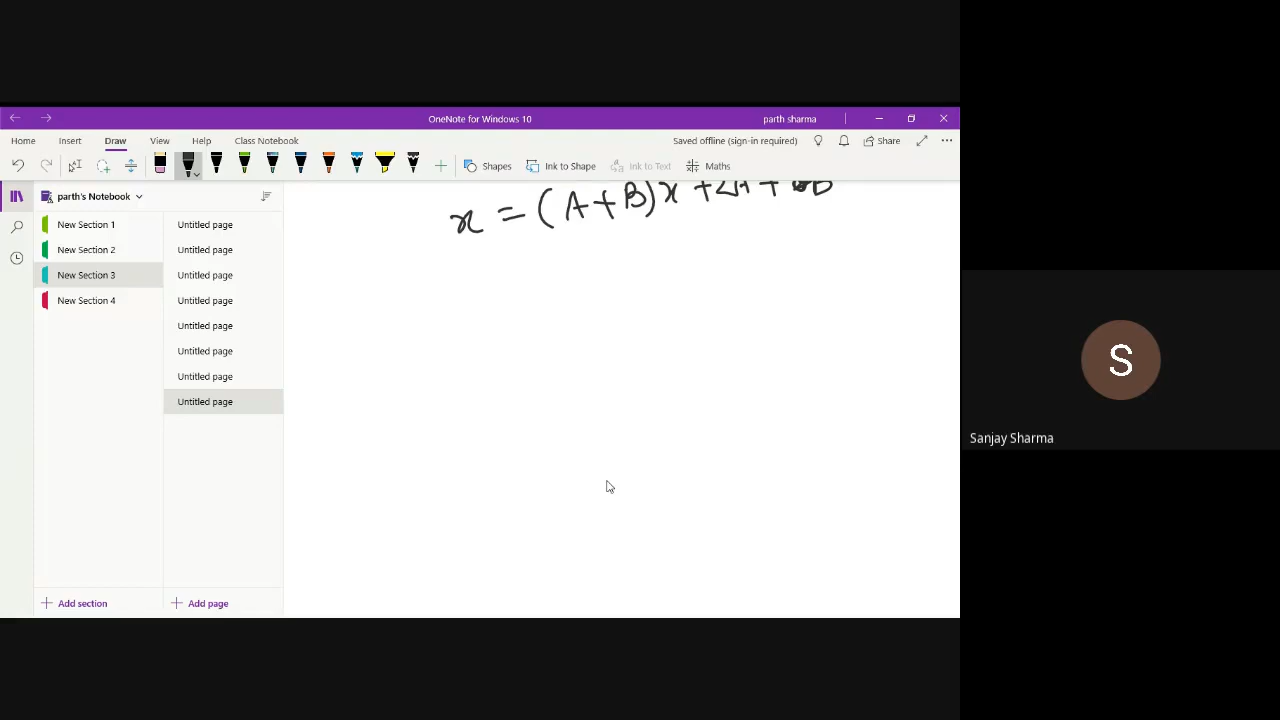 OneNote for Windows 10
parth sharma
Home Insert Draw View Help Class Notebook
Saved offline (sign-in required)
Share
Shapes Ink to Shape Ink to Text Maths
parth's Notebook
New Section 1
New Section 2
New Section 3
New Section 4
Untitled page
Untitled page
Untitled page
Untitled page
Untitled page
Untitled page
Untitled page
Untitled page
Add section
Add page
x = (A+B)x + 2A +
S
Sanjay Sharma